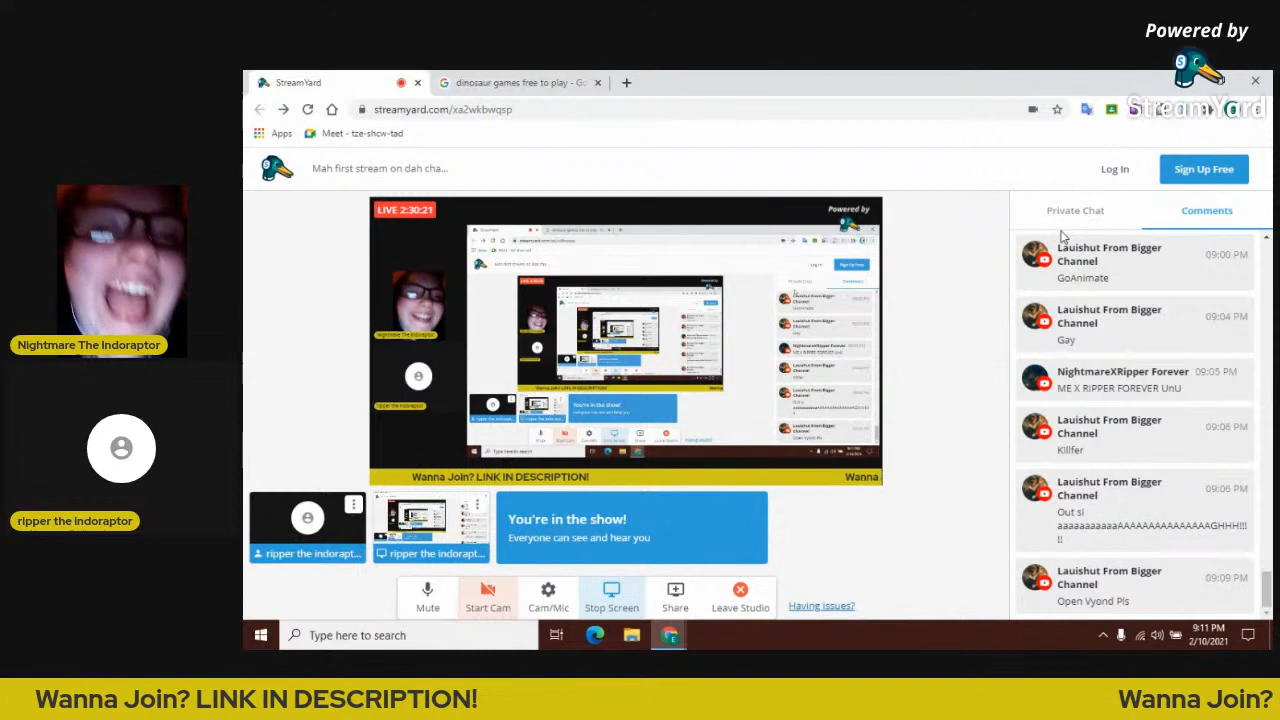 Powered by
StreamYard
StreamYard
dinosaur games free to play - Go
streamyard.com/xa2wkbwqsp
Apps
Meet - tze-shcw-tad
Mah first stream on dah cha...
Log In
Sign Up Free
Private Chat
Comments
LIVE 2:30:21
Powered by
Lauishut From Bigger
Channel
09:00 PM
GoAnimate
Lauishut From Bigger
Channel
09:04 PM
Gay
NightmareXRipper Forever
09:05 PM
ME X RIPPER FOREVER UnU
Lauishut From Bigger
Channel
09:06 PM
Killfer
Lauishut From Bigger
Channel
09:06 PM
Out si
aaaaaaaaaaAAAAAAAAAAAAAAGHHH!!!
!!
Lauishut From Bigger
Channel
09:09 PM
Open Vyond Pls
Nightmare The Indoraptor
ripper the indoraptor
Wanna Join? LINK IN DESCRIPTION!
Wanna
You're in the show!
Everyone can see and hear you
ripper the indorapt...
ripper the indorapt...
Mute
Start Cam
Cam/Mic
Stop Screen
Share
Leave Studio
Having issues?
Type here to search
9:11 PM
2/10/2021
Wanna Join? LINK IN DESCRIPTION!
Wanna Join?